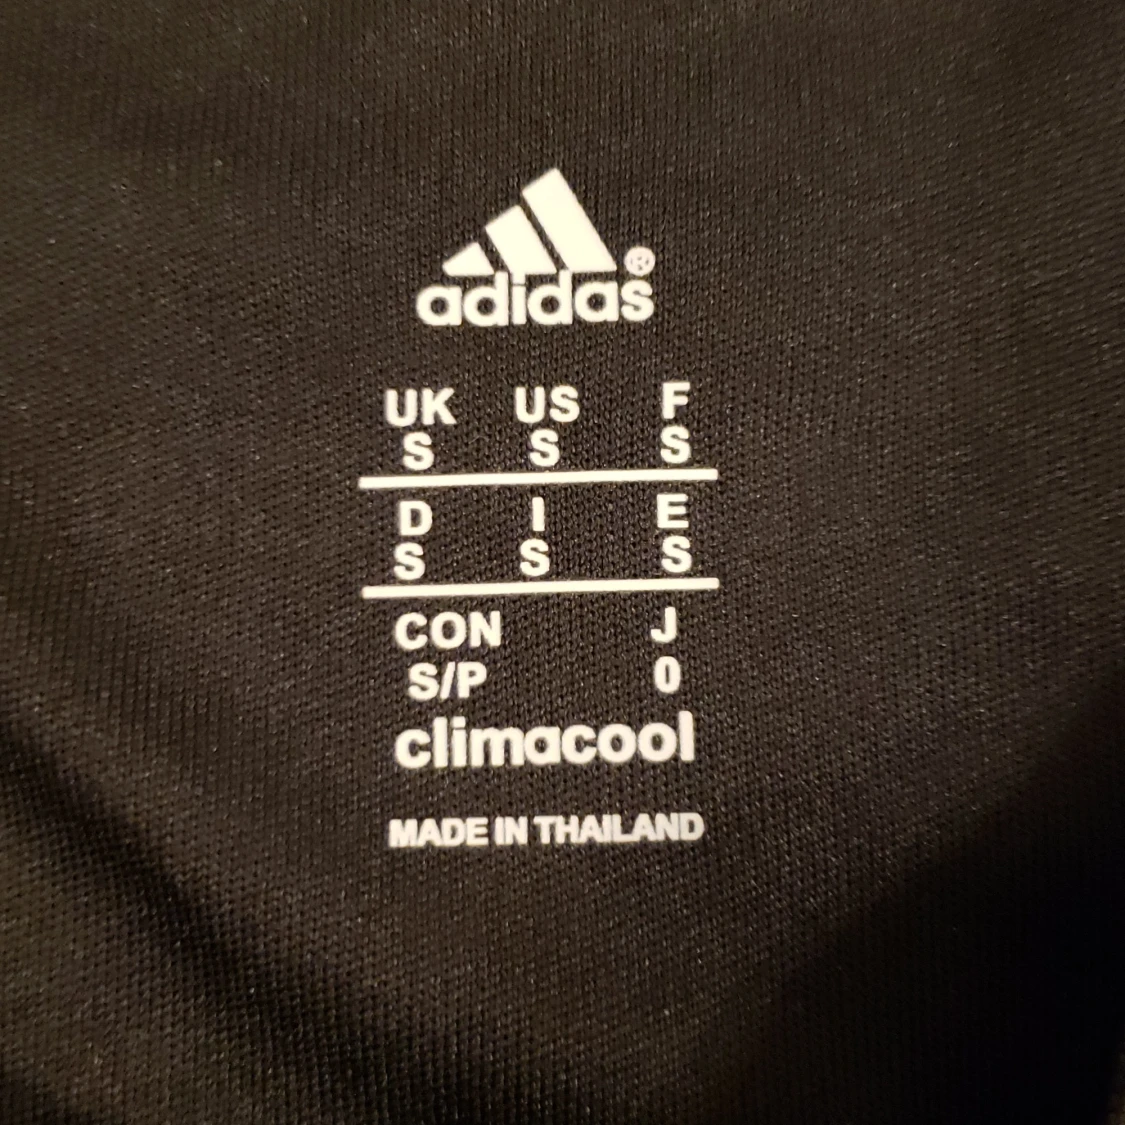 adidas®
UK US F
S S S
D I E
S S S
CON J
S/P 0
climacool
MADE IN THAILAND